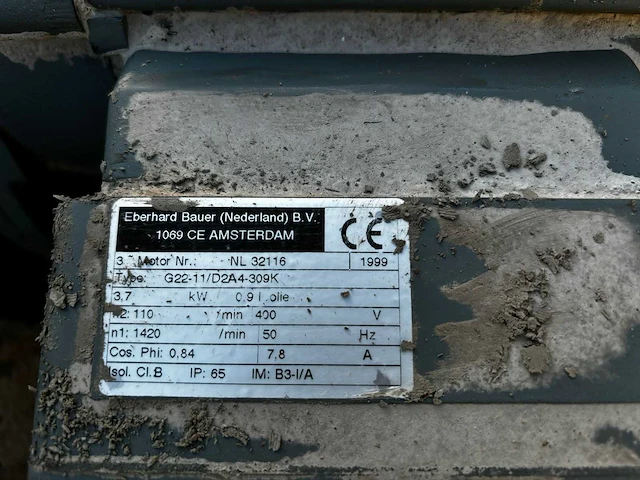 Eberhard Bauer (Nederland) B.V.
1069 CE AMSTERDAM
CE
3 Motor Nr.: NL 32116 1999
Type: G22-11/D2A4-309K
3,7 kW 0,9 l olie
n2: 110 /min 400 V
n1: 1420 /min 50 Hz
Cos. Phi: 0,84 7,8 A
Isol. Cl.B IP: 65 IM: B3-I/A